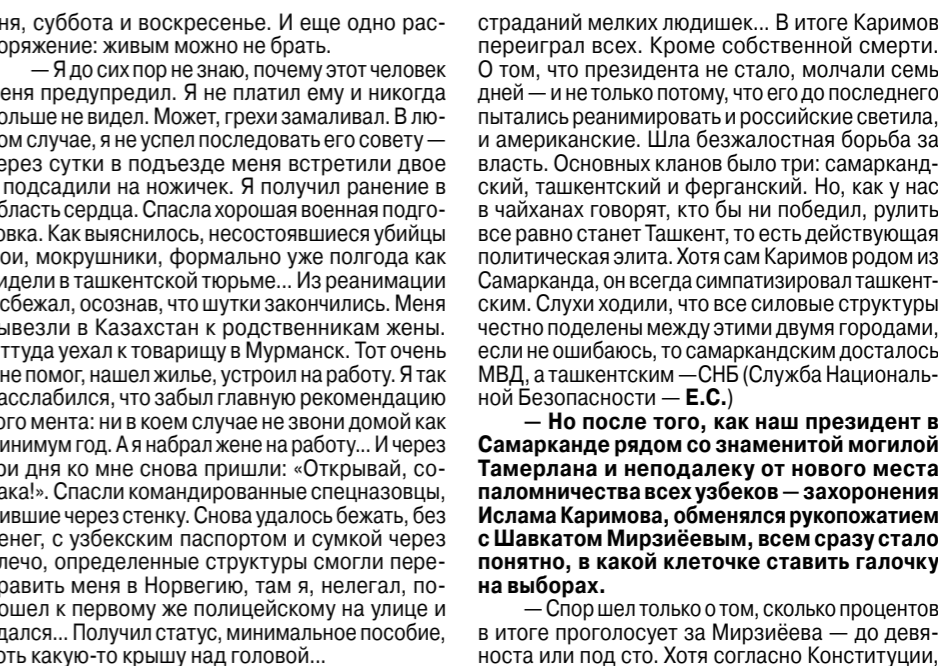 ня, суббота и воскресенье. И еще одно рас-
оряжение: живым можно не брать.
— Я до сих пор не знаю, почему этот человек
еня предупредил. Я не платил ему и никогда
ольше не видел. Может, грехи замаливал. В лю-
ом случае, я не успел последовать его совету —
ерез сутки в подъезде меня встретили двое
подсадили на ножичек. Я получил ранение в
бласть сердца. Спасла хорошая военная подго-
овка. Как выяснилось, несостоявшиеся убийцы
ои, мокрушники, формально уже полгода как
идели в ташкентской тюрьме... Из реанимации
сбежал, осознав, что шутки закончились. Меня
ывезли в Казахстан к родственникам жены.
ттуда уехал к товарищу в Мурманск. Тот очень
не помог, нашел жилье, устроил на работу. Я так
асслабился, что забыл главную рекомендацию
ого мента: ни в коем случае не звони домой как
инимум год. А я набрал жене на работу... И через
ри дня ко мне снова пришли: «Открывай, со-
ака!». Спасли командированные спецназовцы,
ившие через стенку. Снова удалось бежать, без
енег, с узбекским паспортом и сумкой через
лечо, определенные структуры смогли пере-
равить меня в Норвегию, там я, нелегал, по-
ошел к первому же полицейскому на улице и
дался... Получил статус, минимальное пособие,
оть какую-то крышу над головой...
страданий мелких людишек... В итоге Каримов
переиграл всех. Кроме собственной смерти.
О том, что президента не стало, молчали семь
дней — и не только потому, что его до последнего
пытались реанимировать и российские светила,
и американские. Шла безжалостная борьба за
власть. Основных кланов было три: самарканд-
ский, ташкентский и ферганский. Но, как у нас
в чайханах говорят, кто бы ни победил, рулить
все равно станет Ташкент, то есть действующая
политическая элита. Хотя сам Каримов родом из
Самарканда, он всегда симпатизировал ташкент-
ским. Слухи ходили, что все силовые структуры
честно поделены между этими двумя городами,
если не ошибаюсь, то самаркандским досталось
МВД, а ташкентским —СНБ (Служба Националь-
ной Безопасности — Е.С.)
— Но после того, как наш президент в
Самарканде рядом со знаменитой могилой
Тамерлана и неподалеку от нового места
паломничества всех узбеков — захоронения
Ислама Каримова, обменялся рукопожатием
с Шавкатом Мирзиёевым, всем сразу стало
понятно, в какой клеточке ставить галочку
на выборах.
— Спор шел только о том, сколько процентов
в итоге проголосует за Мирзиёева — до девя-
носта или под сто. Хотя согласно Конституции,